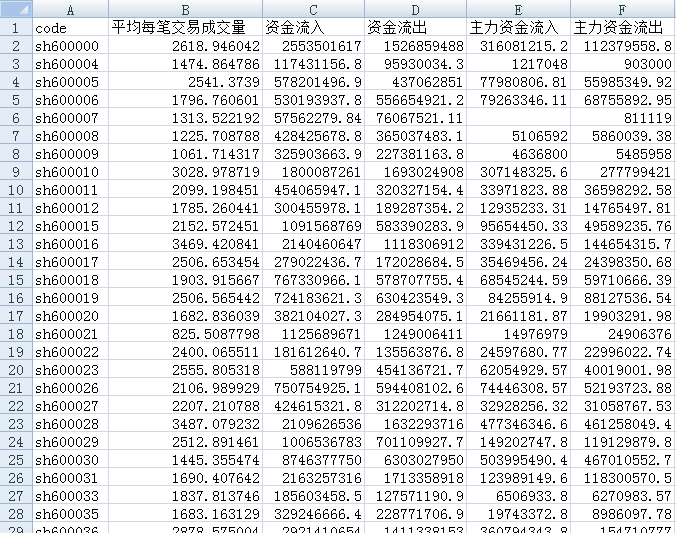 A B C D E F
1 code 平均每笔交易成交量 资金流入 资金流出 主力资金流入 主力资金流出
2 sh600000 2618.946042 2553501617 1526859488 316081215.2 112379558.8
3 sh600004 1474.864786 117431156.8 95930034.3 1217048 903000
4 sh600005 2541.3739 578201496.9 437062851 77980806.81 55985349.92
5 sh600006 1796.760601 530193937.8 556654921.2 79263346.11 68755892.95
6 sh600007 1313.522192 57562279.84 76067521.11 811119
7 sh600008 1225.708788 428425678.8 365037483.1 5106592 5860039.38
8 sh600009 1061.714317 325903663.9 227381163.8 4636800 5485958
9 sh600010 3028.978719 1800087261 1693024908 307148325.6 277799421
10 sh600011 2099.198451 454065947.1 320327154.4 33971823.88 36598292.58
11 sh600012 1785.260441 300455978.1 189287354.2 12935233.31 14765497.81
12 sh600015 2152.572451 1091568769 583390283.9 95654450.33 49589235.76
13 sh600016 3469.420841 2140460647 1118306912 339431226.5 144654315.7
14 sh600017 2506.653454 279022436.7 172028684.5 35469456.24 24398350.68
15 sh600018 1903.915667 767330966.1 578707755.4 68545244.59 59710666.39
16 sh600019 2506.565442 724183621.3 630423549.3 84255914.9 88127536.54
17 sh600020 1682.836039 382104027.3 284954075.1 21661181.87 19903291.98
18 sh600021 825.5087798 1125689671 1249006411 14976979 24906376
19 sh600022 2400.065511 181612640.7 135563876.8 24597680.77 22996022.74
20 sh600023 2555.805318 588119799 454136721.7 62054929.57 40019001.98
21 sh600026 2106.989929 750754925.1 594408102.6 74446308.57 52193723.88
22 sh600027 2207.210788 424615321.8 312202714.8 32928256.32 31058767.53
23 sh600028 3487.079232 2109626536 1632293716 477346346.6 461258049.4
24 sh600029 2512.891461 1006536783 701109927.7 149202747.8 119129879.8
25 sh600030 1445.355474 8746377750 6303027950 503995490.4 467010552.7
26 sh600031 1690.407642 2163257316 1713358918 123989149.6 118300570.5
27 sh600033 1837.813746 185603458.5 127571190.9 6506933.8 6270983.57
28 sh600035 1683.163129 329246666.4 228771706.9 19743372.8 8986097.78
29 sh600036 2878.575004 2921410654 1411338153 360794343.8 154710777